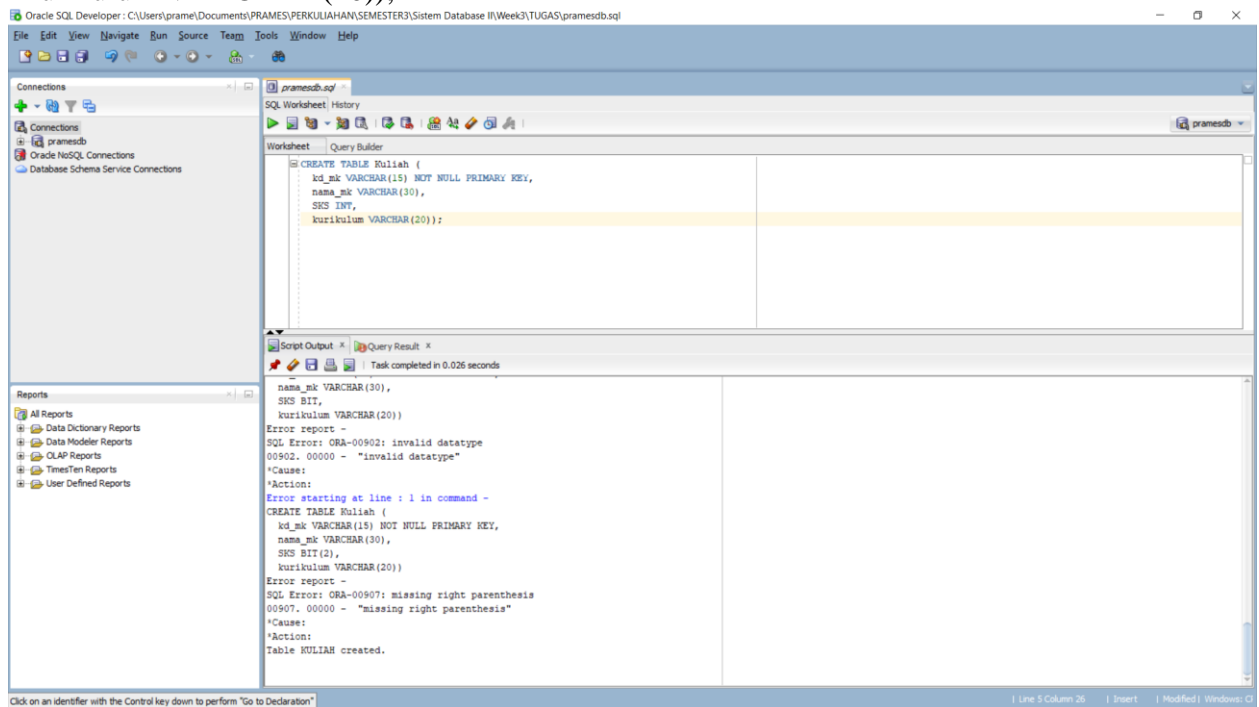 Oracle SQL Developer : C:\Users\prame\Documents\PRAMES\PERKULIAHAN\SEMESTER3\Sistem Database II\Week3\TUGAS\pramesdb.sql
File Edit View Navigate Run Source Team Tools Window Help
Connections
Connections
pramesdb
Oracle NoSQL Connections
Database Schema Service Connections
pramesdb.sql
SQL Worksheet History
pramesdb
Worksheet Query Builder
CREATE TABLE Kuliah (
kd_mk VARCHAR(15) NOT NULL PRIMARY KEY,
nama_mk VARCHAR(30),
SKS INT,
kurikulum VARCHAR(20));
Script Output × Query Result ×
Task completed in 0.026 seconds
nama_mk VARCHAR(30),
SKS BIT,
kurikulum VARCHAR(20))
Error report -
SQL Error: ORA-00902: invalid datatype
00902. 00000 - "invalid datatype"
*Cause:
*Action:
Error starting at line : 1 in command -
CREATE TABLE Kuliah (
kd_mk VARCHAR(15) NOT NULL PRIMARY KEY,
nama_mk VARCHAR(30),
SKS BIT(2),
kurikulum VARCHAR(20))
Error report -
SQL Error: ORA-00907: missing right parenthesis
00907. 00000 - "missing right parenthesis"
*Cause:
*Action:
Table KULIAH created.
Reports
All Reports
Data Dictionary Reports
Data Modeler Reports
OLAP Reports
TimesTen Reports
User Defined Reports
Click on an identifier with the Control key down to perform "Go to Declaration"
| Line 5 Column 26 | Insert | Modified | Windows: Cl